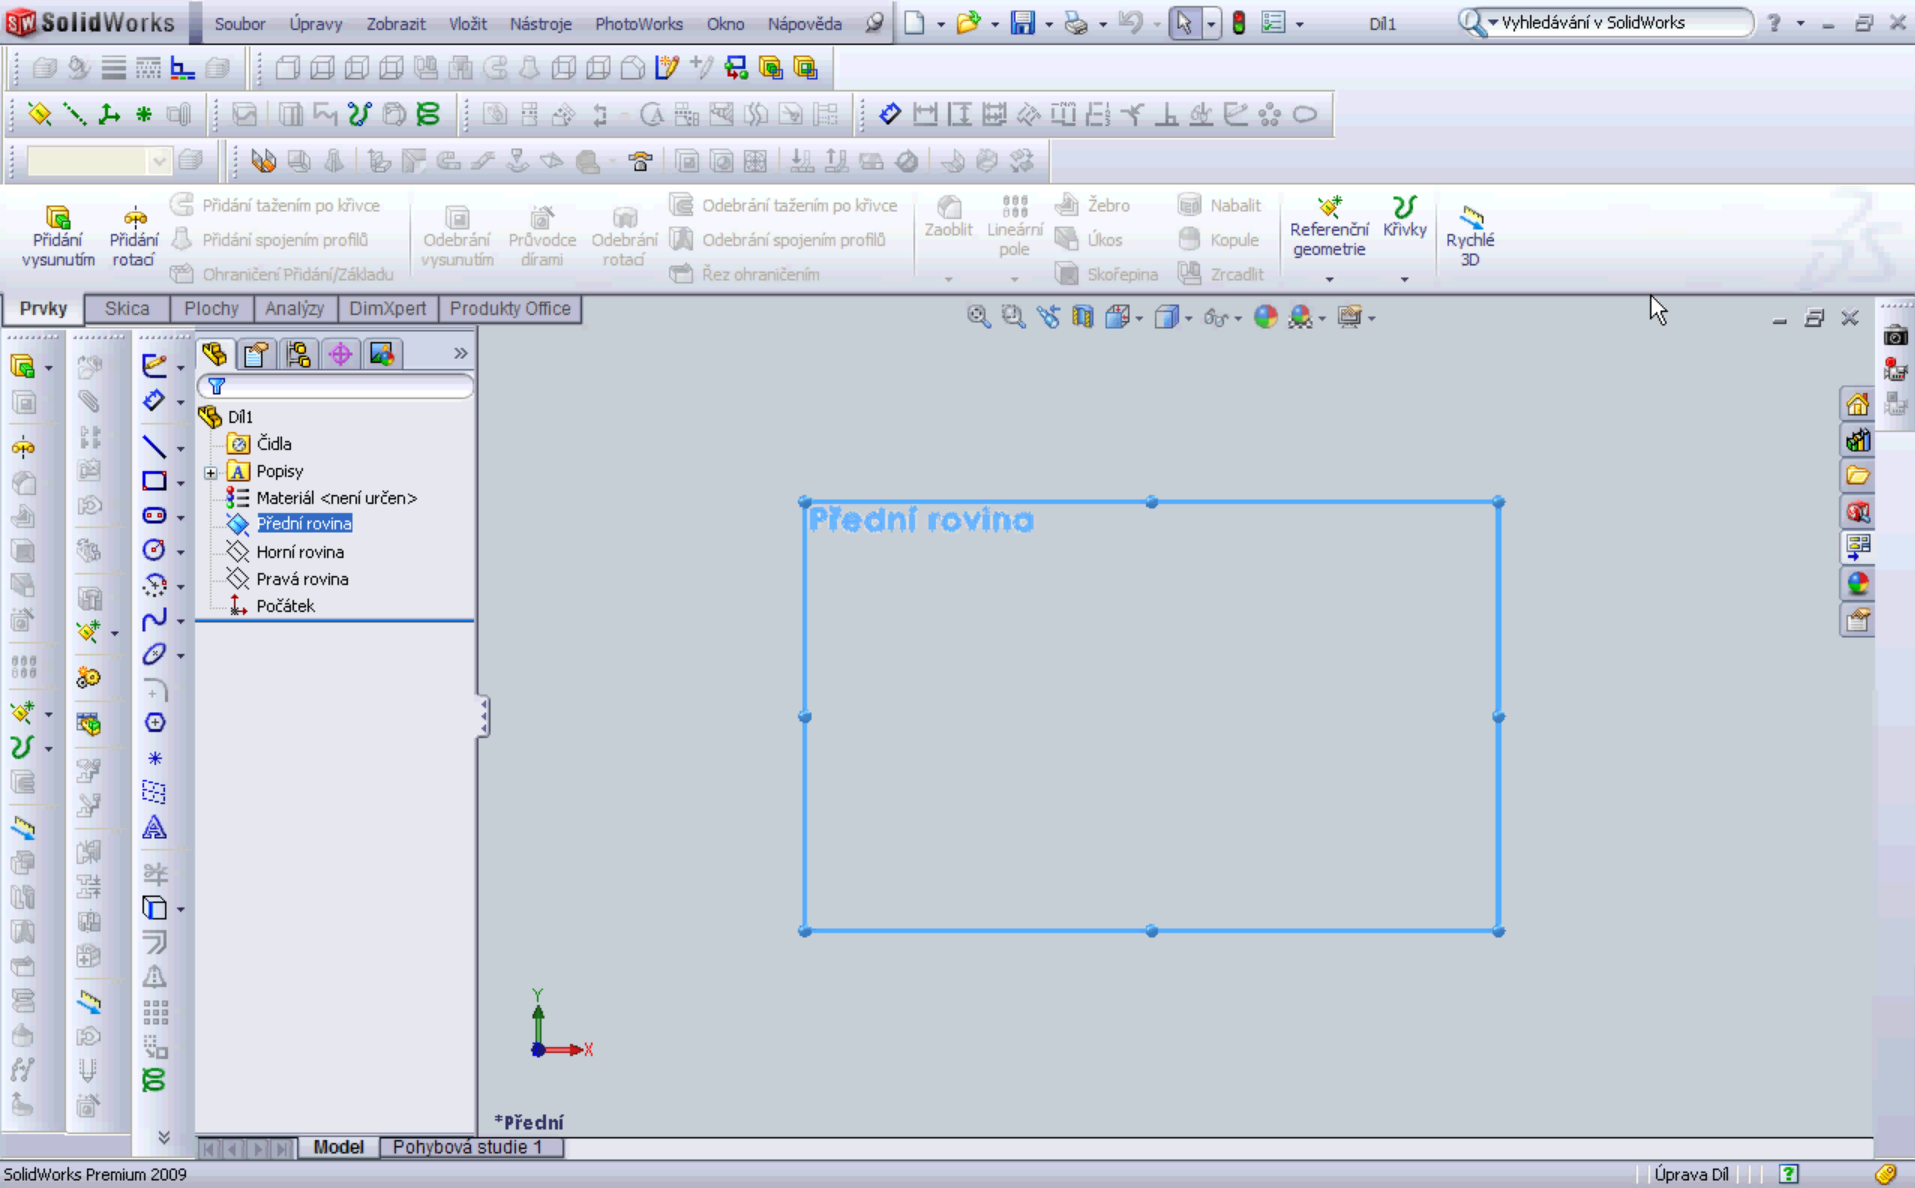 SolidWorks Soubor Úpravy Zobrazit Vložit Nástroje PhotoWorks Okno Nápověda Díl1 Vyhledávání v SolidWorks
Přidání vysunutím
Přidání rotací
Přidání tažením po křivce
Přidání spojením profilů
Ohraničení Přidání/Základu
Odebrání vysunutím
Průvodce dírami
Odebrání rotací
Odebrání tažením po křivce
Odebrání spojením profilů
Řez ohraničením
Zaoblit
Lineární pole
Žebro
Úkos
Skořepina
Nabalit
Kopule
Zrcadlit
Referenční geometrie
Křivky
Rychlé 3D
Prvky Skica Plochy Analýzy DimXpert Produkty Office
Díl1
Čidla
Popisy
Materiál <není určen>
Přední rovina
Horní rovina
Pravá rovina
Počátek
Přední rovina
Y
X
*Přední
Model Pohybová studie 1
SolidWorks Premium 2009 Úprava Díl